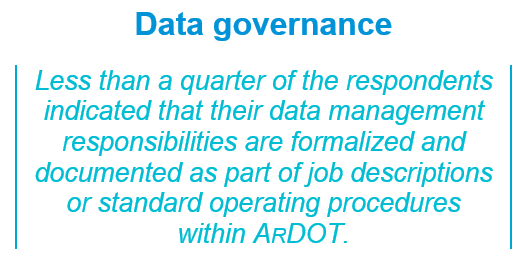 Data governance
Less than a quarter of the respondents
indicated that their data management
responsibilities are formalized and
documented as part of job descriptions
or standard operating procedures
within ARDOT.